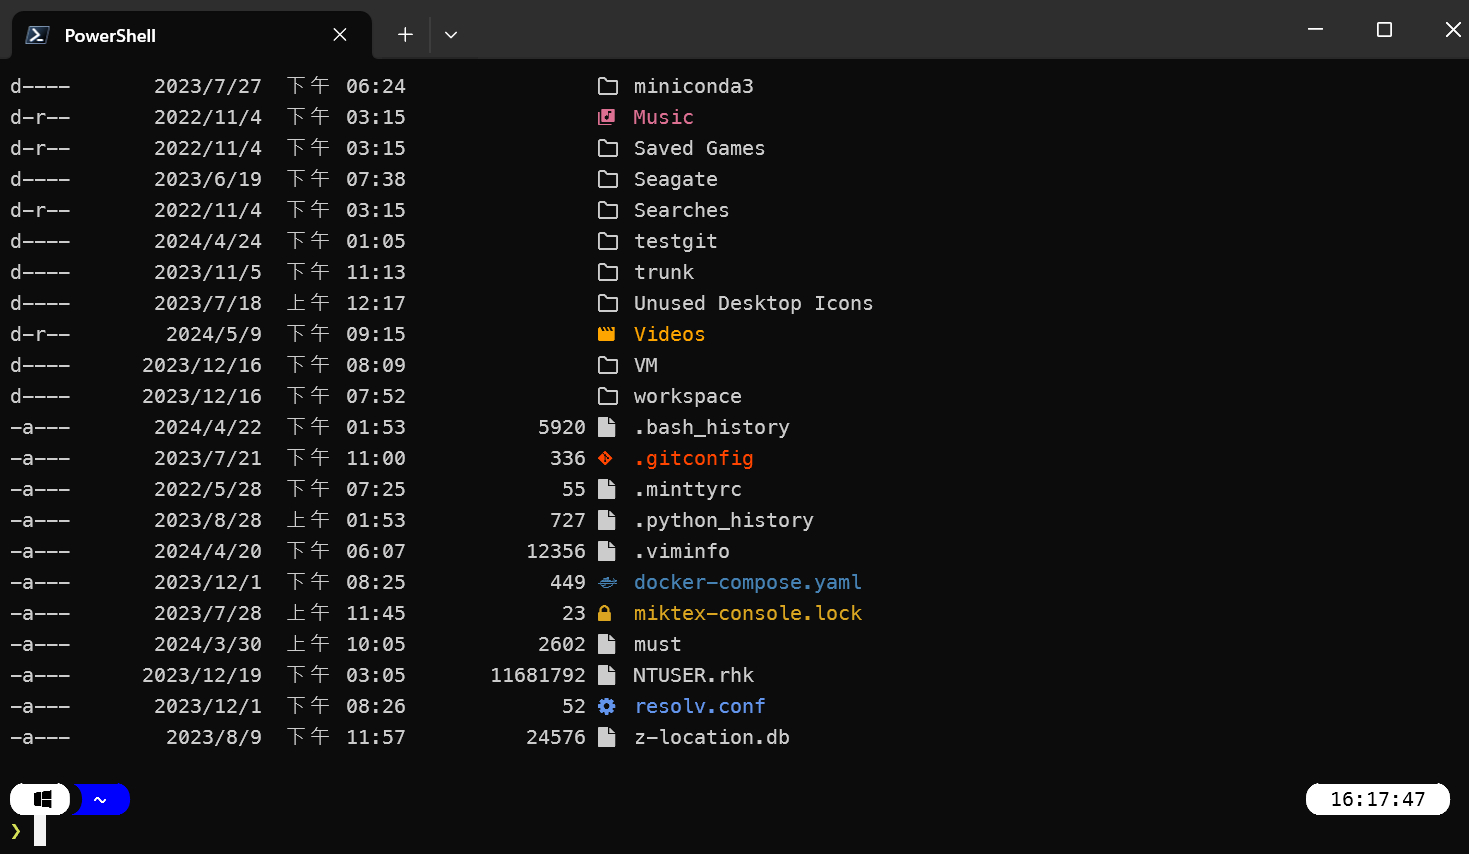 PowerShell
d---- 2023/7/27 下午 06:24 miniconda3
d-r-- 2022/11/4 下午 03:15 Music
d-r-- 2022/11/4 下午 03:15 Saved Games
d---- 2023/6/19 下午 07:38 Seagate
d-r-- 2022/11/4 下午 03:15 Searches
d---- 2024/4/24 下午 01:05 testgit
d---- 2023/11/5 下午 11:13 trunk
d---- 2023/7/18 上午 12:17 Unused Desktop Icons
d-r-- 2024/5/9 下午 09:15 Videos
d---- 2023/12/16 下午 08:09 VM
d---- 2023/12/16 下午 07:52 workspace
-a--- 2024/4/22 下午 01:53 5920 .bash_history
-a--- 2023/7/21 下午 11:00 336 .gitconfig
-a--- 2022/5/28 下午 07:25 55 .minttyrc
-a--- 2023/8/28 上午 01:53 727 .python_history
-a--- 2024/4/20 下午 06:07 12356 .viminfo
-a--- 2023/12/1 下午 08:25 449 docker-compose.yaml
-a--- 2023/7/28 上午 11:45 23 miktex-console.lock
-a--- 2024/3/30 上午 10:05 2602 must
-a--- 2023/12/19 下午 03:05 11681792 NTUSER.rhk
-a--- 2023/12/1 下午 08:26 52 resolv.conf
-a--- 2023/8/9 下午 11:57 24576 z-location.db
~ 16:17:47
❯